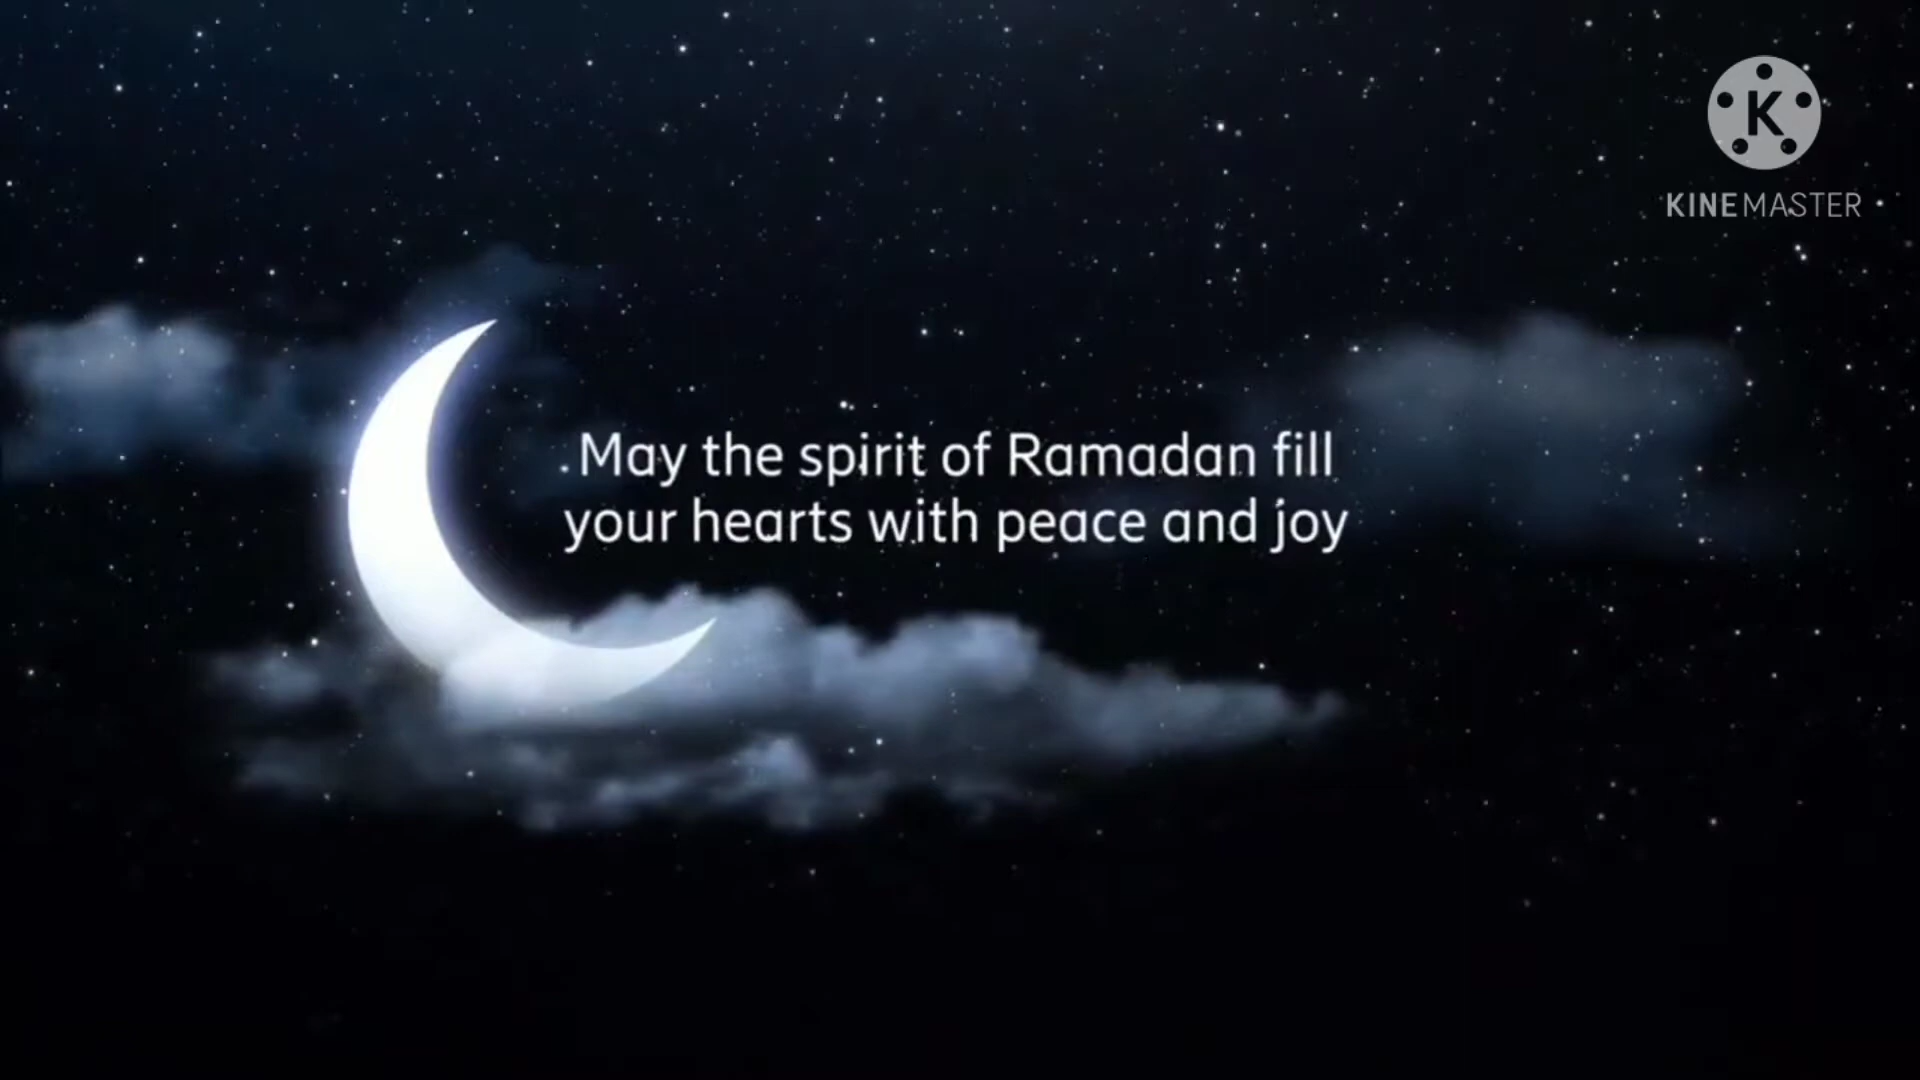 K
KINEMASTER
May the spirit of Ramadan fill
your hearts with peace and joy